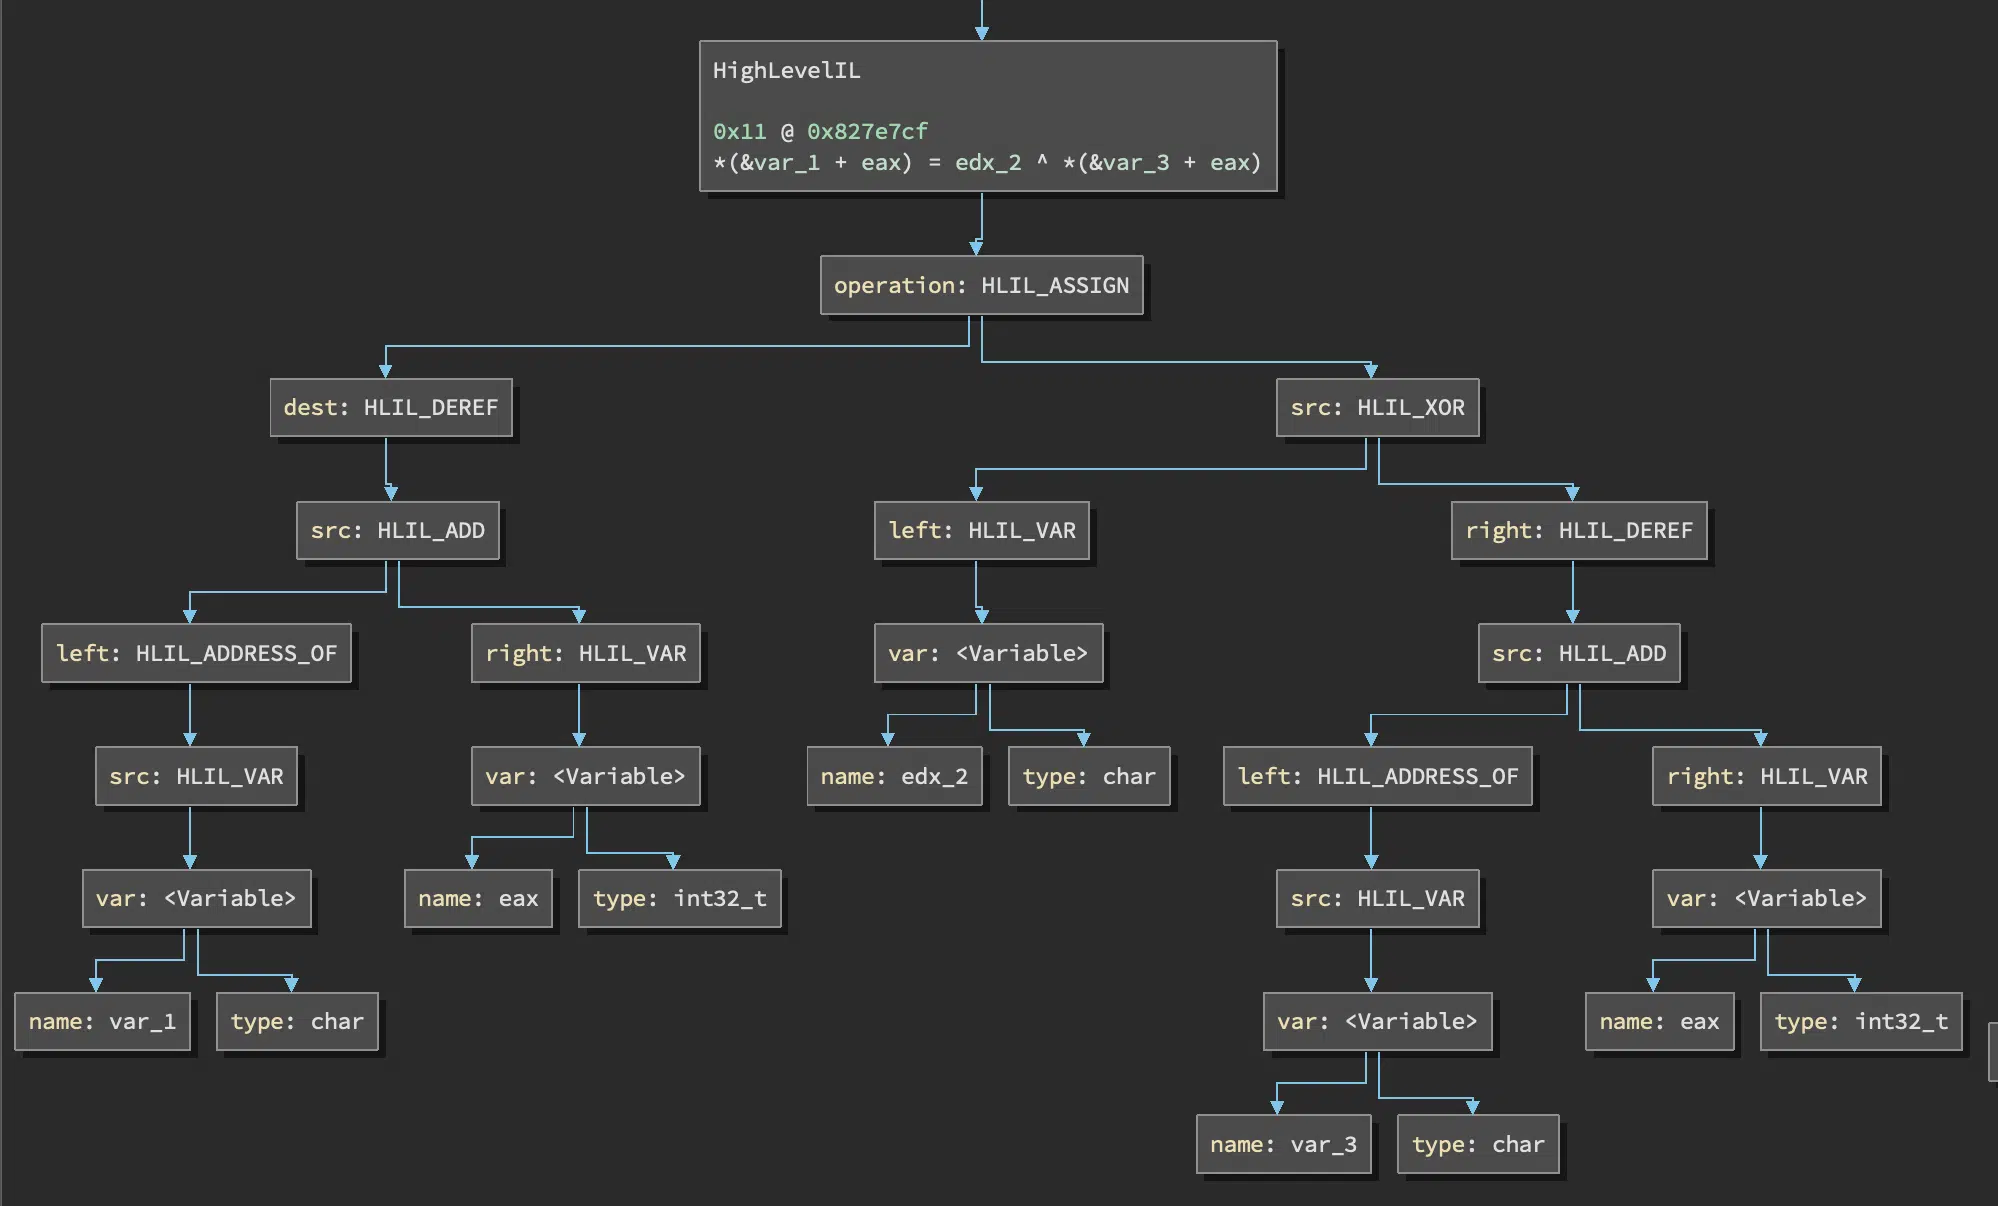 HighLevelIL
0x11 @ 0x827e7cf
*(&var_1 + eax) = edx_2 ^ *(&var_3 + eax)
operation: HLIL_ASSIGN
dest: HLIL_DEREF
src: HLIL_XOR
src: HLIL_ADD
left: HLIL_VAR
right: HLIL_DEREF
left: HLIL_ADDRESS_OF
right: HLIL_VAR
var: <Variable>
src: HLIL_ADD
src: HLIL_VAR
var: <Variable>
name: edx_2
type: char
left: HLIL_ADDRESS_OF
right: HLIL_VAR
var: <Variable>
name: eax
type: int32_t
src: HLIL_VAR
var: <Variable>
name: var_1
type: char
var: <Variable>
name: eax
type: int32_t
name: var_3
type: char